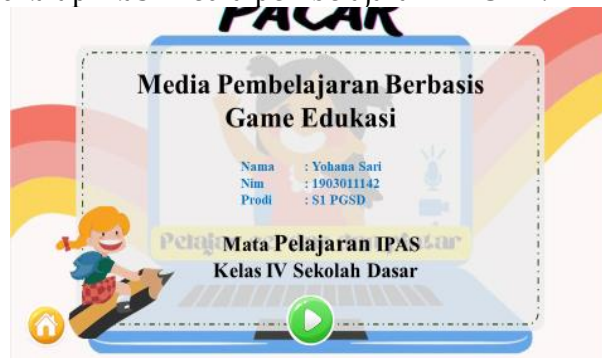 PACAR
Media Pembelajaran Berbasis
Game Edukasi
Nama : Yohana Sari
Nim : 1903011142
Prodi : S1 PGSD
Mata Pelajaran IPAS
Kelas IV Sekolah Dasar